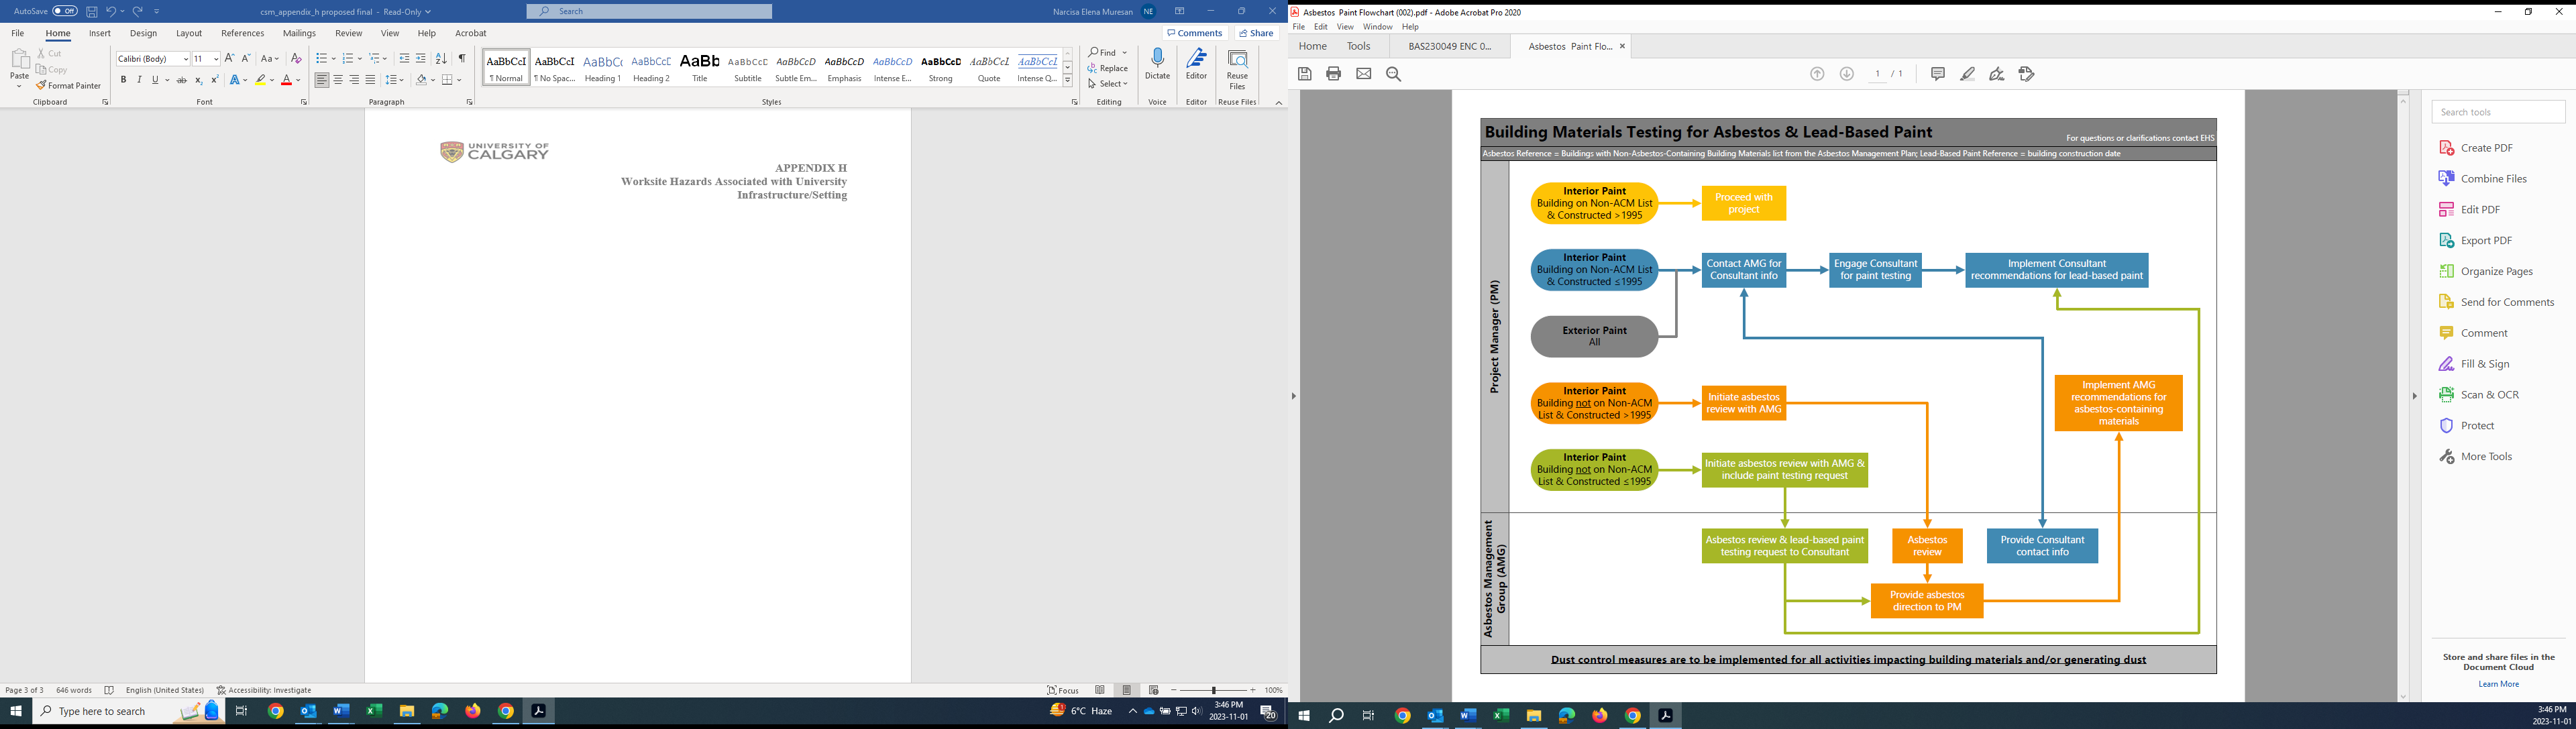 AutoSave Off
csm_appendix_h proposed final - Read-Only
Search
Narcisa Elena Muresan NE
File Home Insert Design Layout References Mailings Review View Help Acrobat
Comments Share
Paste
Cut
Copy
Format Painter
Clipboard
Calibri (Body) 11
Font
Paragraph
AaBbCcI AaBbCcI AaBbCc AaBbCcD AaBb AaBbCcD AaBbCcD AaBbCcD AaBbCcD AaBbCcD AaBbCcI AaBbCcI
¶ Normal ¶ No Spac... Heading 1 Heading 2 Title Subtitle Subtle Em... Emphasis Intense E... Strong Quote Intense Q...
Styles
Find
Replace
Select
Editing
Dictate
Voice
Editor
Editor
Reuse
Files
Reuse Files
UNIVERSITY OF
CALGARY
APPENDIX H
Worksite Hazards Associated with University
Infrastructure/Setting
Page 3 of 3 646 words English (United States) Accessibility: Investigate
Focus 100%
Type here to search
6°C Haze
3:46 PM
2023-11-01
20
Asbestos Paint Flowchart (002).pdf - Adobe Acrobat Pro 2020
File Edit View Window Help
Home Tools BAS230049 ENC 0... Asbestos Paint Flo... ×
1 / 1
Building Materials Testing for Asbestos & Lead-Based Paint
For questions or clarifications contact EHS
Asbestos Reference = Buildings with Non-Asbestos-Containing Building Materials list from the Asbestos Management Plan; Lead-Based Paint Reference = building construction date
Project Manager (PM)
Interior Paint
Building on Non-ACM List
& Constructed >1995
Proceed with
project
Interior Paint
Building on Non-ACM List
& Constructed ≤1995
Contact AMG for
Consultant info
Engage Consultant
for paint testing
Implement Consultant
recommendations for lead-based paint
Exterior Paint
All
Interior Paint
Building not on Non-ACM
List & Constructed >1995
Initiate asbestos
review with AMG
Implement AMG
recommendations for
asbestos-containing
materials
Interior Paint
Building not on Non-ACM
List & Constructed ≤1995
Initiate asbestos review with AMG &
include paint testing request
Asbestos Management
Group (AMG)
Asbestos review & lead-based paint
testing request to Consultant
Asbestos
review
Provide Consultant
contact info
Provide asbestos
direction to PM
Dust control measures are to be implemented for all activities impacting building materials and/or generating dust
Search tools
Create PDF
Combine Files
Edit PDF
Export PDF
Organize Pages
Send for Comments
Comment
Fill & Sign
Scan & OCR
Protect
More Tools
Store and share files in the
Document Cloud
Learn More
3:46 PM
2023-11-01